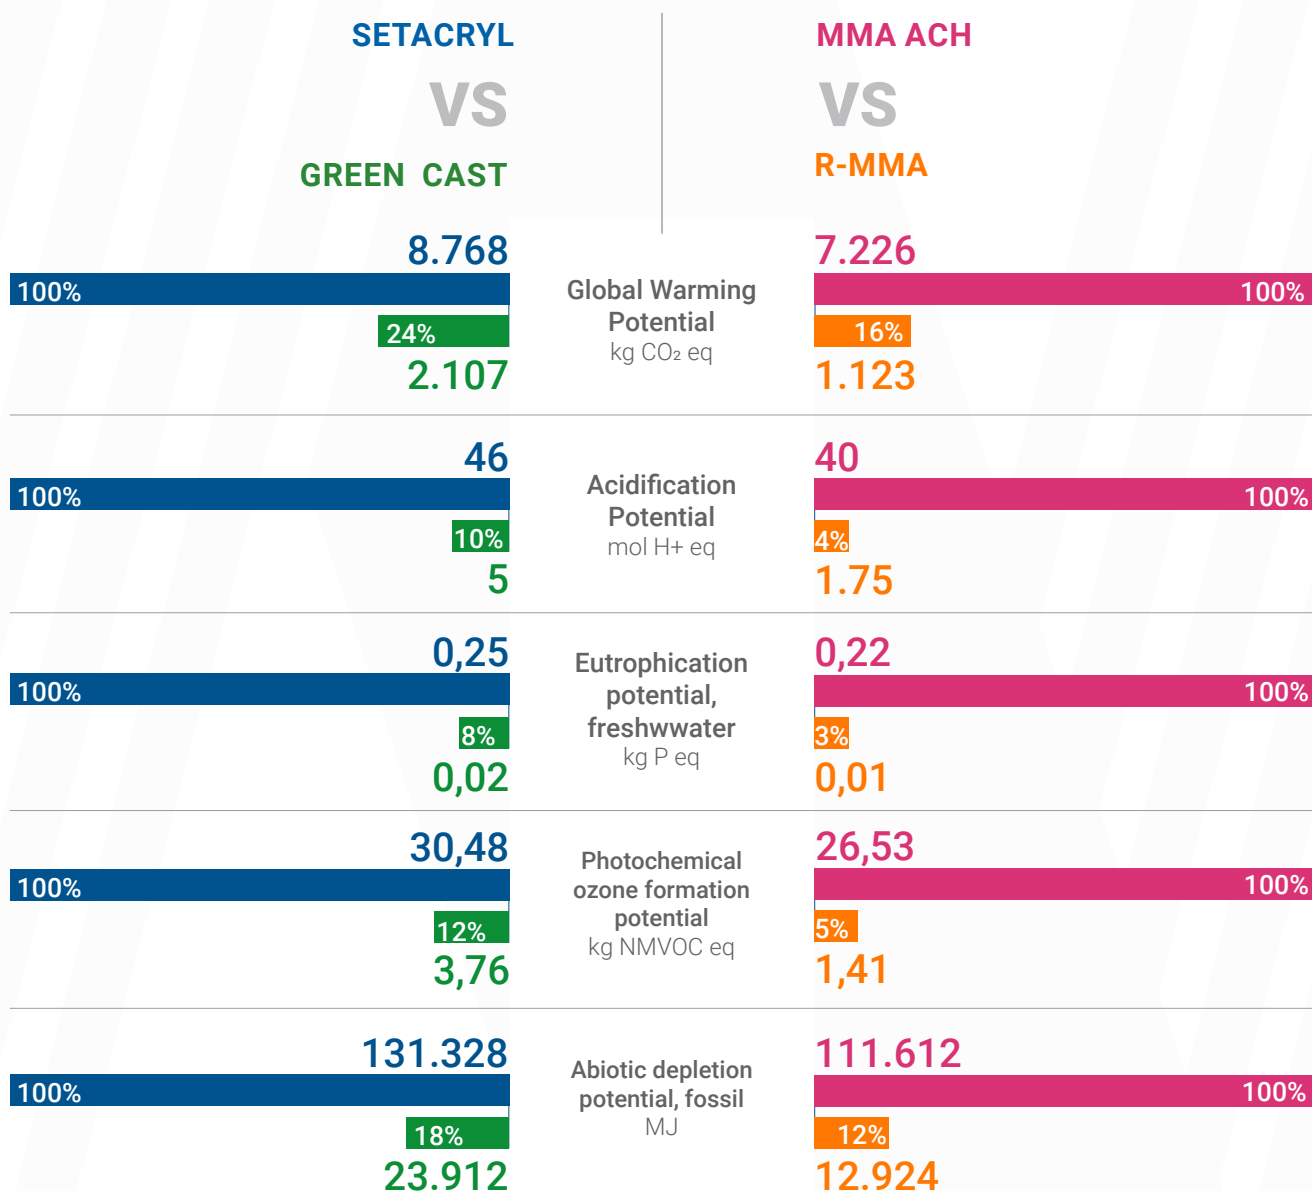 SETACRYL
VS
GREEN CAST
MMA ACH
VS
R-MMA
8.768
100%
24%
2.107
Global Warming
Potential
kg CO₂ eq
7.226
100%
16%
1.123
46
100%
10%
5
Acidification
Potential
mol H+ eq
40
100%
4%
1.75
0,25
100%
8%
0,02
Eutrophication
potential,
freshwwater
kg P eq
0,22
100%
3%
0,01
30,48
100%
12%
3,76
Photochemical
ozone formation
potential
kg NMVOC eq
26,53
100%
5%
1,41
131.328
100%
18%
23.912
Abiotic depletion
potential, fossil
MJ
111.612
100%
12%
12.924